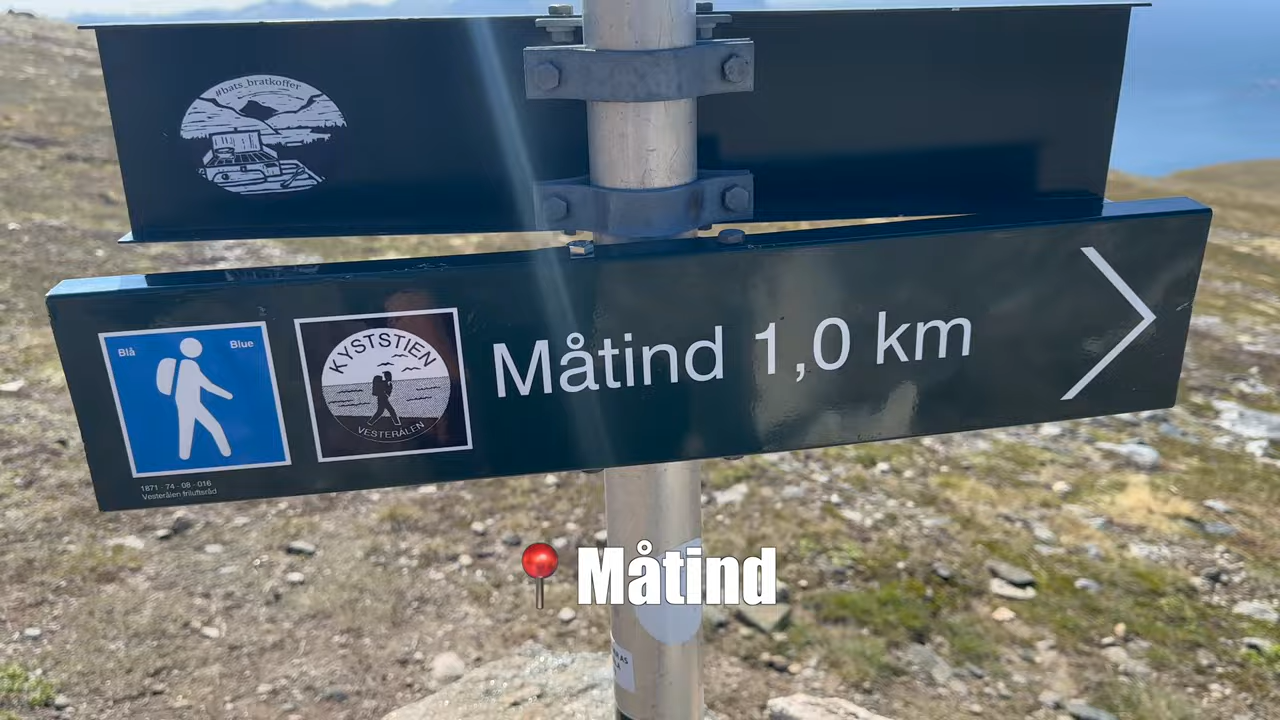 #bats_bratkoffer
Blå Blue
KYSTSTIEN
VESTERÅLEN
Måtind 1,0 km
1871 - 74 - 08 - 016
Vesterålen friluftsråd
Måtind